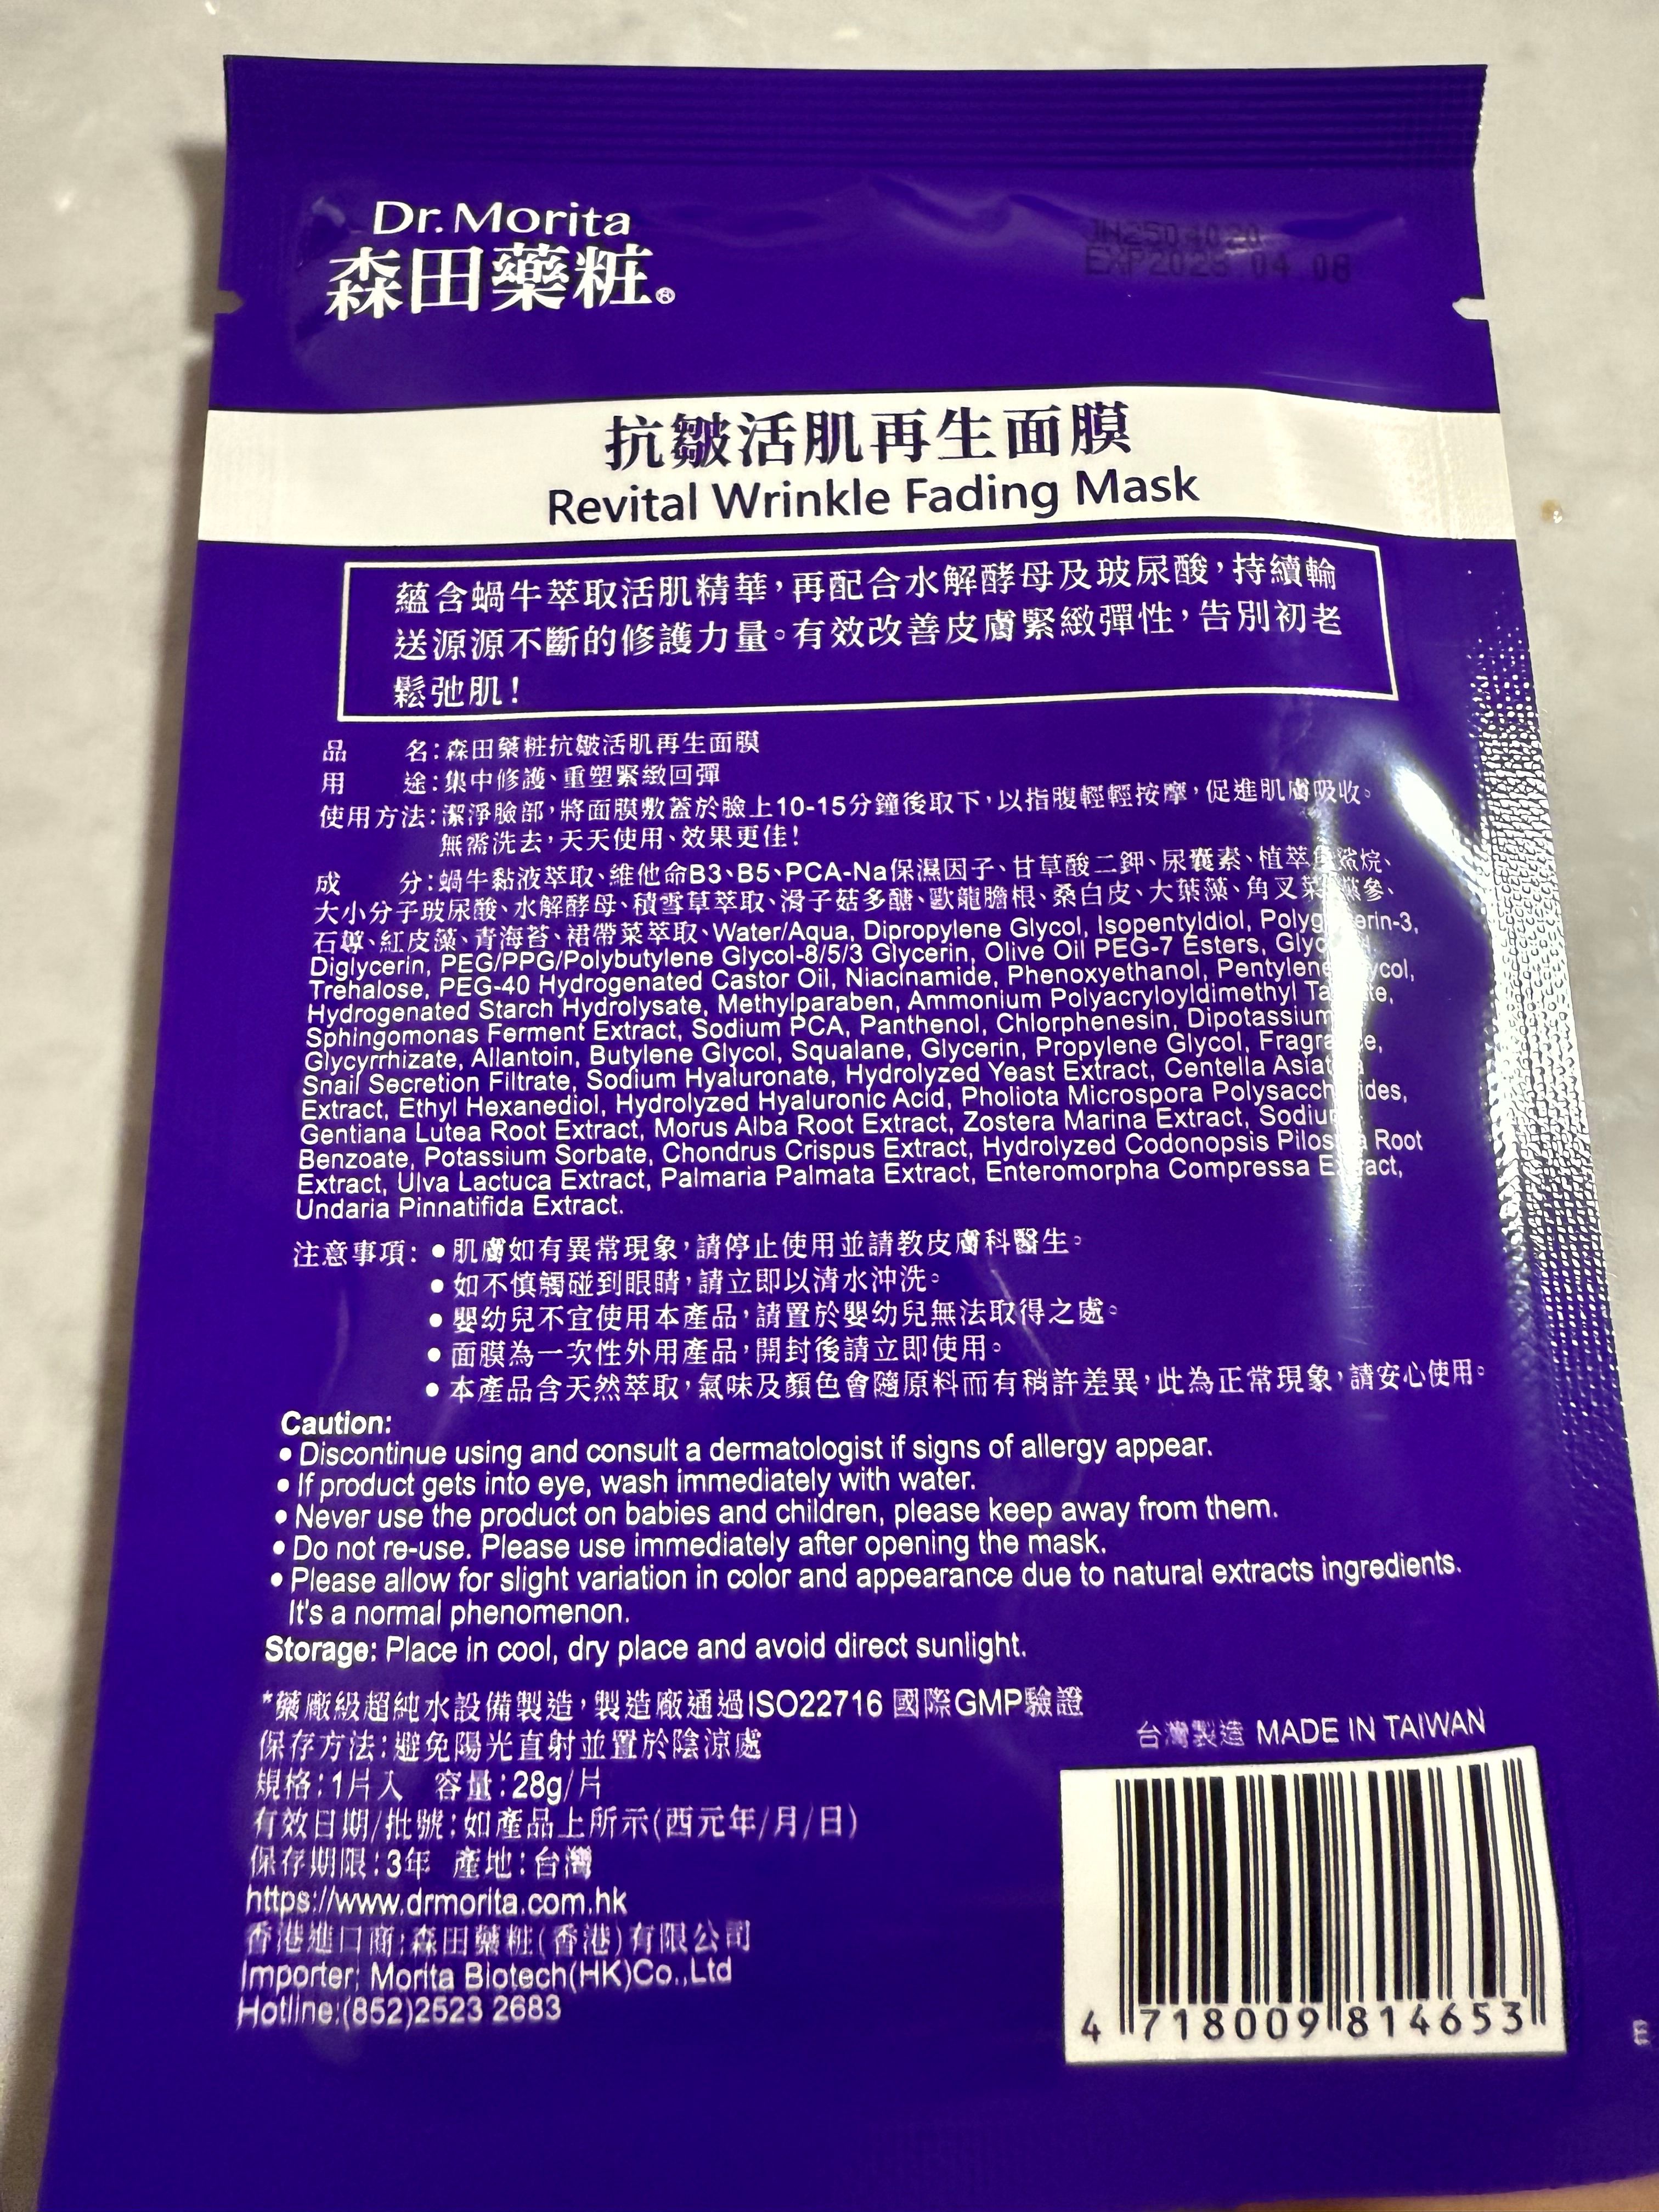 Dr.Morita
森田藥粧®
EXP2028 04 08
抗皺活肌再生面膜
Revital Wrinkle Fading Mask
蘊含蝸牛萃取活肌精華，再配合水解酵母及玻尿酸，持續輸
送源源不斷的修護力量。有效改善皮膚緊緻彈性，告別初老
鬆弛肌！
品 名：森田藥粧抗皺活肌再生面膜
用 途：集中修護、重塑緊緻回彈
使用方法：潔淨臉部，將面膜敷蓋於臉上10-15分鐘後取下，以指腹輕輕按摩，促進肌膚吸收。
無需洗去，天天使用、效果更佳！
成 分：蝸牛黏液萃取、維他命B3、B5、PCA-Na保濕因子、甘草酸二鉀、尿囊素、植萃 鯊烷、
大小分子玻尿酸、水解酵母、積雪草萃取、滑子菇多醣、歐龍膽根、桑白皮、大葉藻、角叉菜 參、
石蓴、紅皮藻、青海苔、裙帶菜萃取、Water/Aqua, Dipropylene Glycol, Isopentyldiol,
Diglycerin, PEG/PPG/Polybutylene Glycol-8/5/3 Glycerin, Olive Oil PEG-7 Esters,
Trehalose, PEG-40 Hydrogenated Castor Oil, Niacinamide, Phenoxyethanol, Pentylene Glycol,
Hydrogenated Starch Hydrolysate, Methylparaben, Ammonium Polyacryloyldimethyl
Sphingomonas Ferment Extract, Sodium PCA, Panthenol, Chlorphenesin, Dipotassium
Glycyrrhizate, Allantoin, Butylene Glycol, Squalane, Glycerin, Propylene Glycol, Fragrance,
Snail Secretion Filtrate, Sodium Hyaluronate, Hydrolyzed Yeast Extract, Centella Asiatica
Extract, Ethyl Hexanediol, Hydrolyzed Hyaluronic Acid, Pholiota Microspora Polysaccharides,
Gentiana Lutea Root Extract, Morus Alba Root Extract, Zostera Marina Extract, Sodium
Benzoate, Potassium Sorbate, Chondrus Crispus Extract, Hydrolyzed Codonopsis Pilosula Root
Extract, Ulva Lactuca Extract, Palmaria Palmata Extract, Enteromorpha Compressa Extract,
Undaria Pinnatifida Extract.
注意事項：●肌膚如有異常現象，請停止使用並請教皮膚科醫生。
●如不慎觸碰到眼睛，請立即以清水沖洗。
●嬰幼兒不宜使用本產品，請置於嬰幼兒無法取得之處。
●面膜為一次性外用產品，開封後請立即使用。
●本產品含天然萃取，氣味及顏色會隨原料而有稍許差異，此為正常現象，請安心使用。
Caution:
● Discontinue using and consult a dermatologist if signs of allergy appear.
● If product gets into eye, wash immediately with water.
● Never use the product on babies and children, please keep away from them.
● Do not re-use. Please use immediately after opening the mask.
● Please allow for slight variation in color and appearance due to natural extracts ingredients.
It's a normal phenomenon.
Storage: Place in cool, dry place and avoid direct sunlight.
*藥廠級超純水設備製造，製造廠通過ISO22716 國際GMP驗證
保存方法：避免陽光直射並置於陰涼處
規格：1片入 容量：28g/片
有效日期/批號：如產品上所示(西元年/月/日)
保存期限：3年 產地：台灣
https://www.drmorita.com.hk
香港進口商：森田藥粧(香港)有限公司
Importer: Morita Biotech(HK)Co.,Ltd
Hotline:(852)2523 2683
台灣製造 MADE IN TAIWAN
4 718009 814653